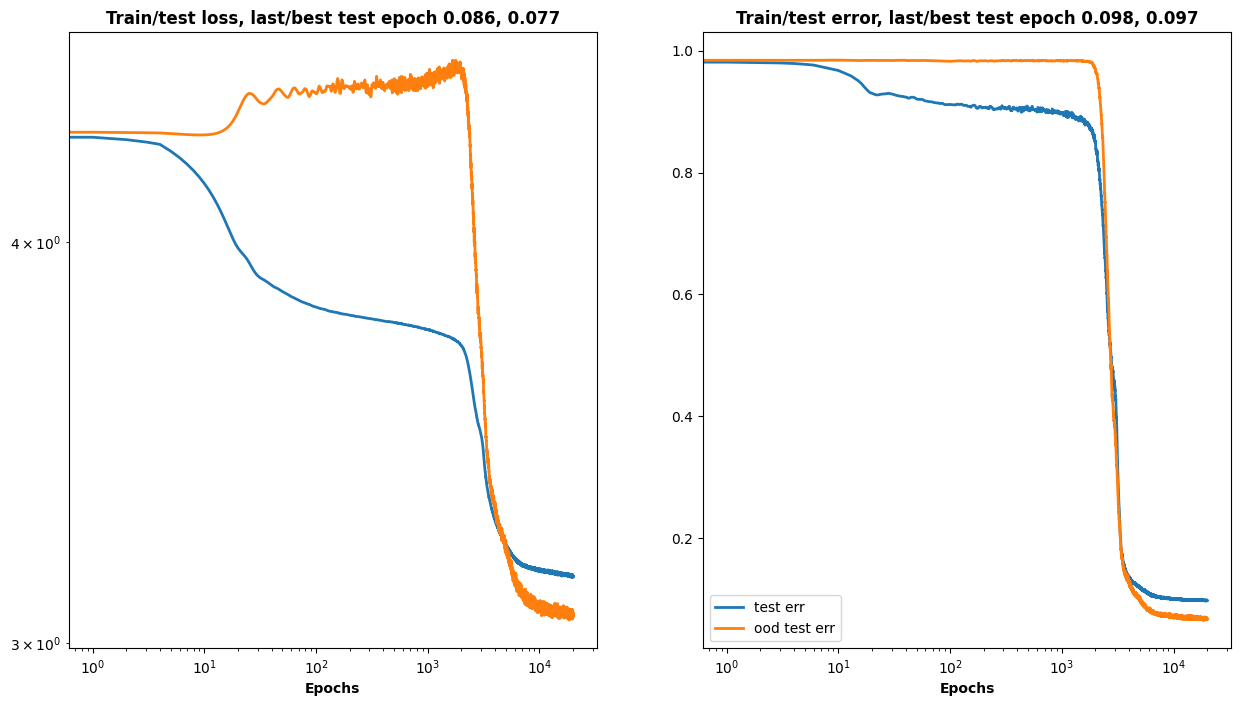 Train/test loss, last/best test epoch 0.086, 0.077
4 × 10⁰
3 × 10⁰
10⁰ 10¹ 10² 10³ 10⁴
Epochs
Train/test error, last/best test epoch 0.098, 0.097
1.0
0.8
0.6
0.4
0.2
test err
ood test err
10⁰ 10¹ 10² 10³ 10⁴
Epochs